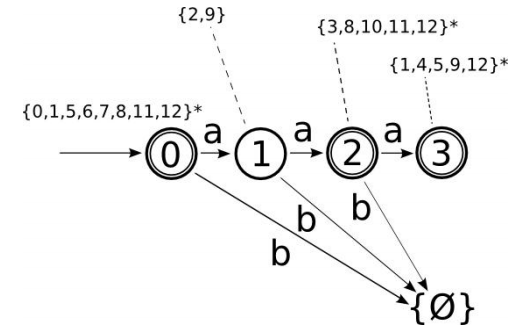 {2,9}
{3,8,10,11,12}*
{1,4,5,9,12}*
{0,1,5,6,7,8,11,12}*
a a a
0 1 2 3
b b
b
{Ø}